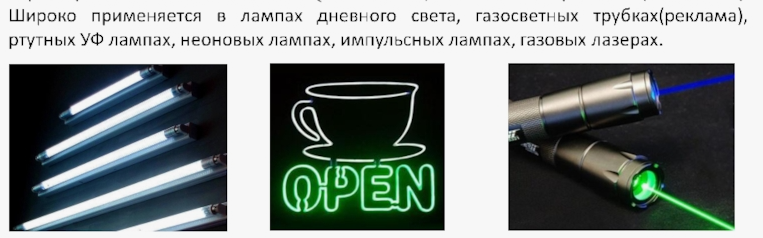 Широко применяется в лампах дневного света, газосветных трубках(реклама),
ртутных УФ лампах, неоновых лампах, импульсных лампах, газовых лазерах.
OPEN